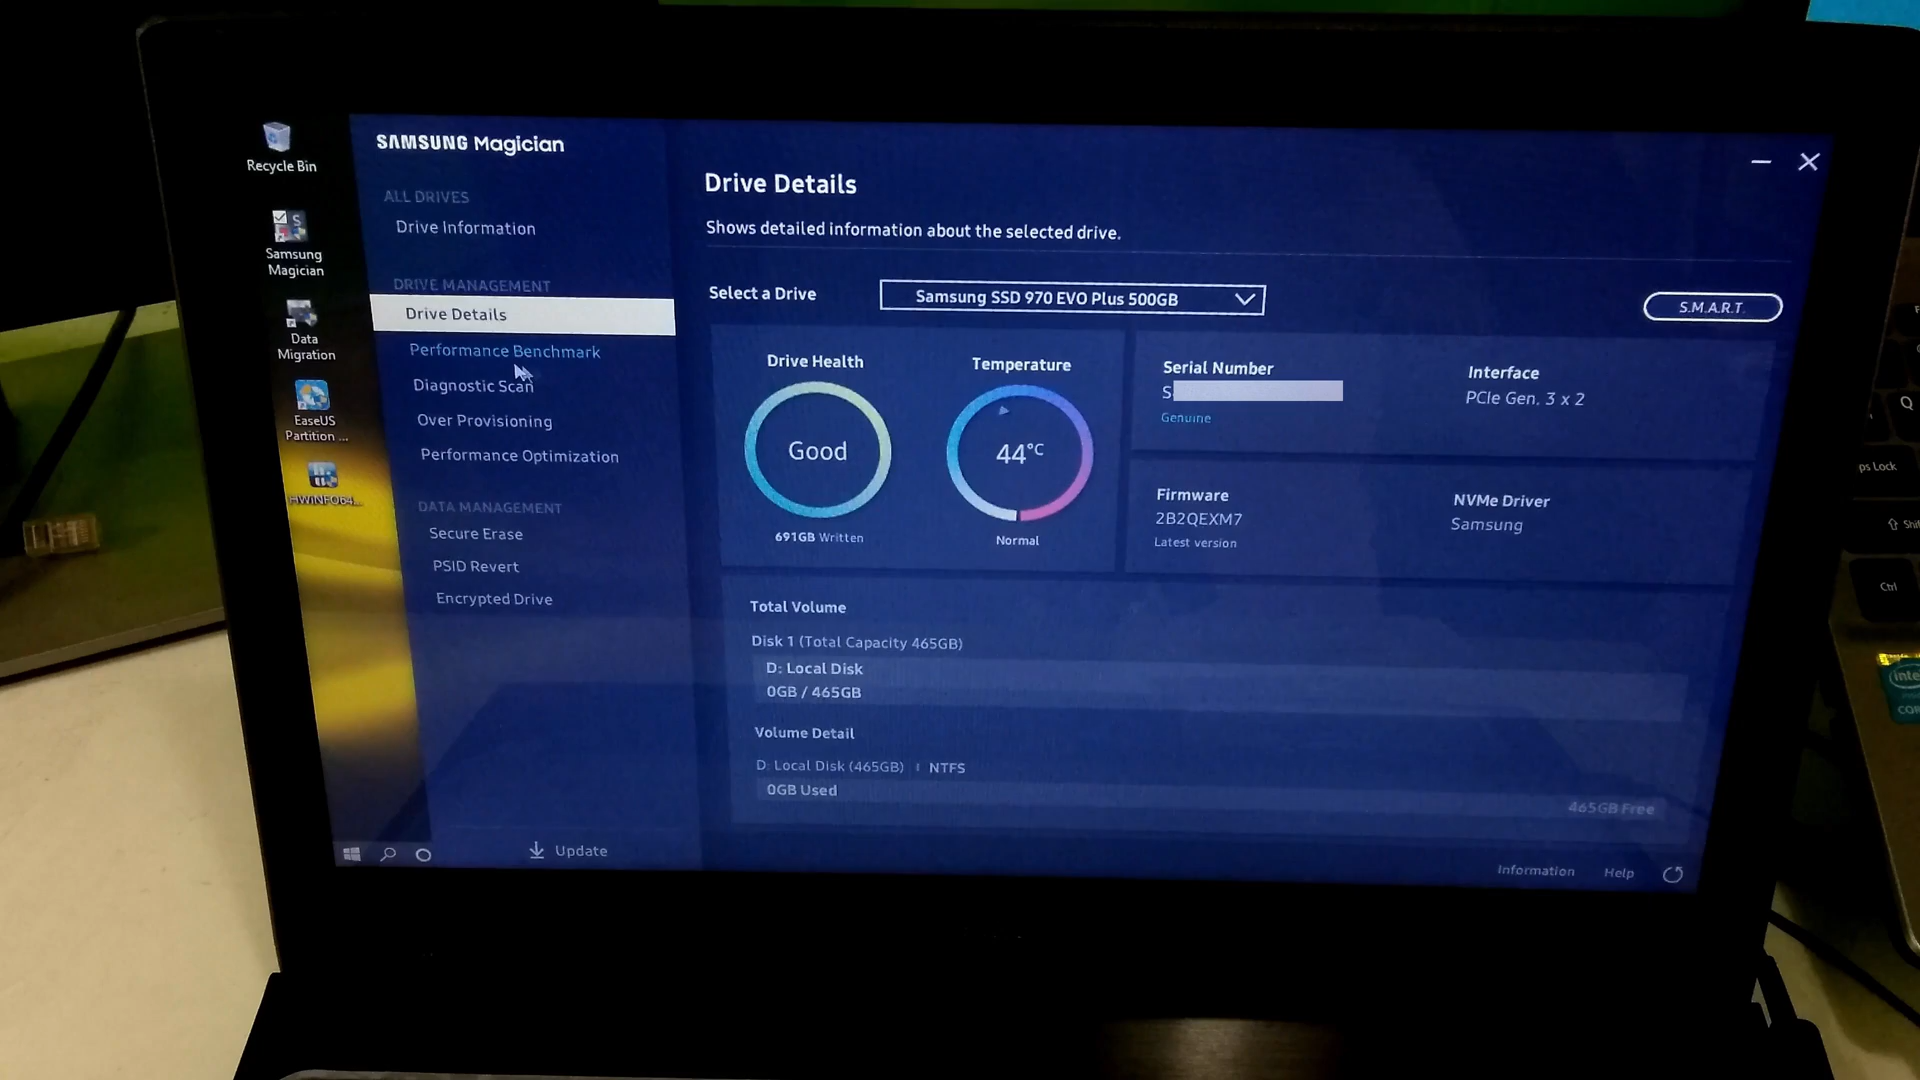 Recycle Bin
Samsung
Magician
Data
Migration
EaseUS
Partition ...
HWiNFO64...
SAMSUNG Magician
ALL DRIVES
Drive Information
DRIVE MANAGEMENT
Drive Details
Performance Benchmark
Diagnostic Scan
Over Provisioning
Performance Optimization
DATA MANAGEMENT
Secure Erase
PSID Revert
Encrypted Drive
Update
Drive Details
Shows detailed information about the selected drive.
Select a Drive
Samsung SSD 970 EVO Plus 500GB
S.M.A.R.T.
Drive Health
Good
691GB Written
Temperature
44°C
Normal
Serial Number
S
Genuine
Interface
PCIe Gen. 3 x 2
Firmware
2B2QEXM7
Latest version
NVMe Driver
Samsung
Total Volume
Disk 1 (Total Capacity 465GB)
D: Local Disk
0GB / 465GB
Volume Detail
D: Local Disk (465GB) | NTFS
0GB Used
465GB Free
Information
Help
Q
ps Lock
Ctrl